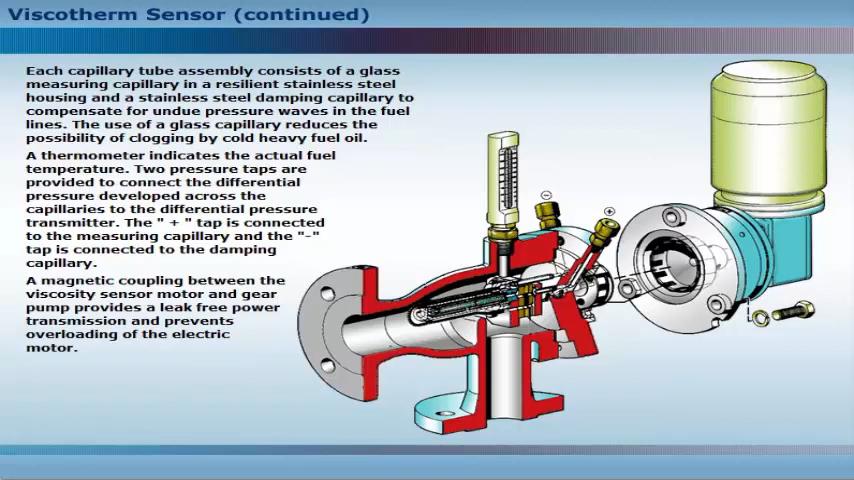 Viscotherm Sensor (continued)
Each capillary tube assembly consists of a glass
measuring capillary in a resilient stainless steel
housing and a stainless steel damping capillary to
compensate for undue pressure waves in the fuel
lines. The use of a glass capillary reduces the
possibility of clogging by cold heavy fuel oil.
A thermometer indicates the actual fuel
temperature. Two pressure taps are
provided to connect the differential
pressure developed across the
capillaries to the differential pressure
transmitter. The " + " tap is connected
to the measuring capillary and the "-"
tap is connected to the damping
capillary.
A magnetic coupling between the
viscosity sensor motor and gear
pump provides a leak free power
transmission and prevents
overloading of the electric
motor.
-
+